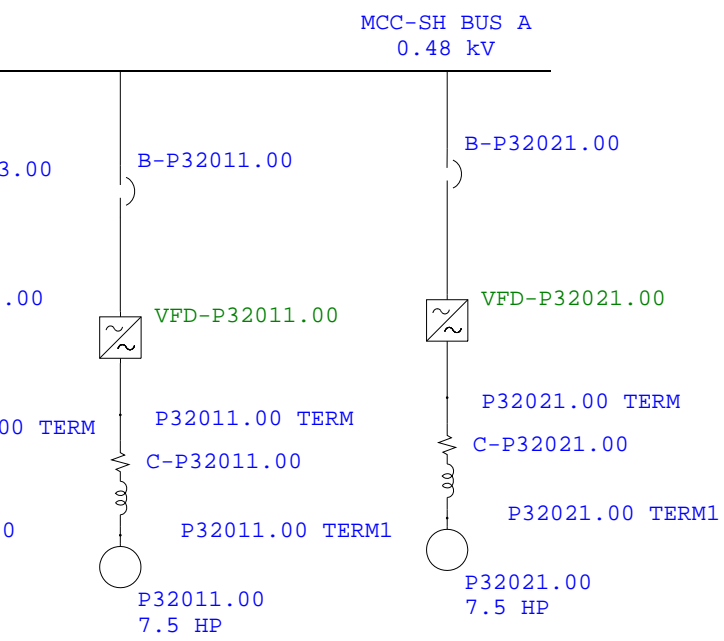 MCC-SH BUS A
0.48 kV
B-P32021.00
B-P32011.00
3.00
.00
VFD-P32021.00
VFD-P32011.00
P32021.00 TERM
P32011.00 TERM
00 TERM
C-P32021.00
C-P32011.00
P32021.00 TERM1
P32011.00 TERM1
0
P32021.00
7.5 HP
P32011.00
7.5 HP